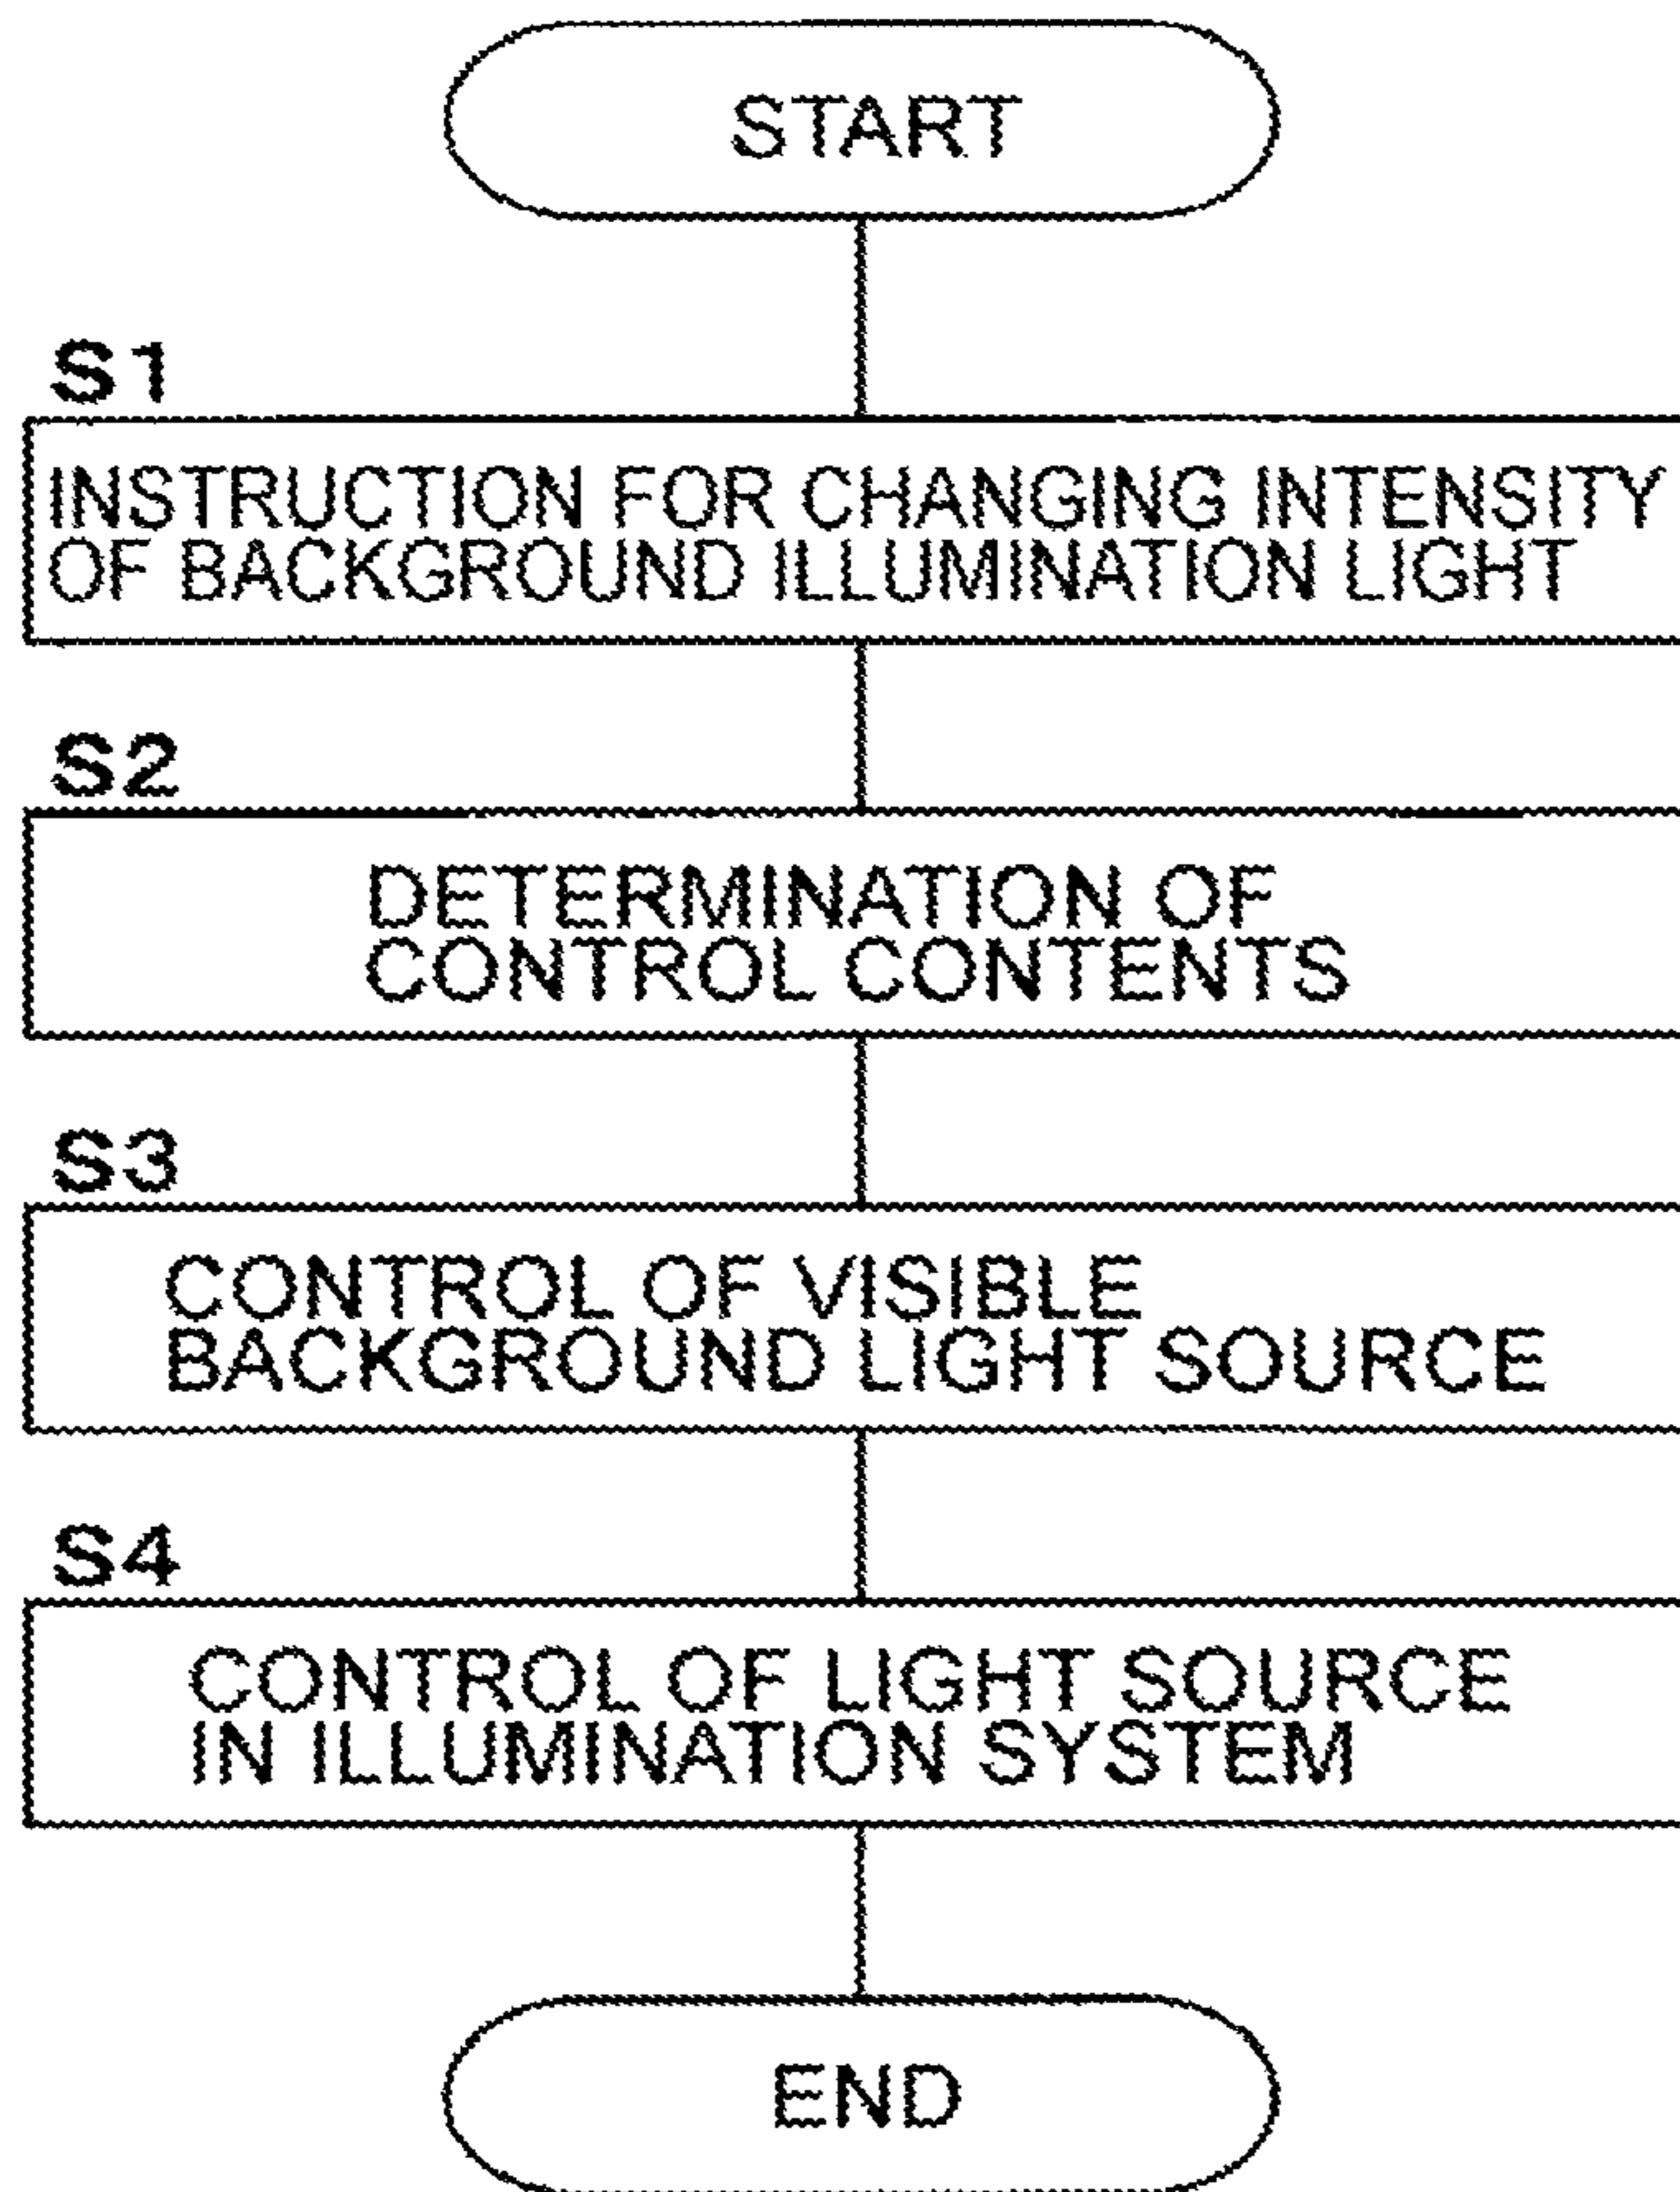 START
S1
INSTRUCTION FOR CHANGING INTENSITY
OF BACKGROUND ILLUMINATION LIGHT
S2
DETERMINATION OF
CONTROL CONTENTS
S3
CONTROL OF VISIBLE
BACKGROUND LIGHT SOURCE
S4
CONTROL OF LIGHT SOURCE
IN ILLUMINATION SYSTEM
END